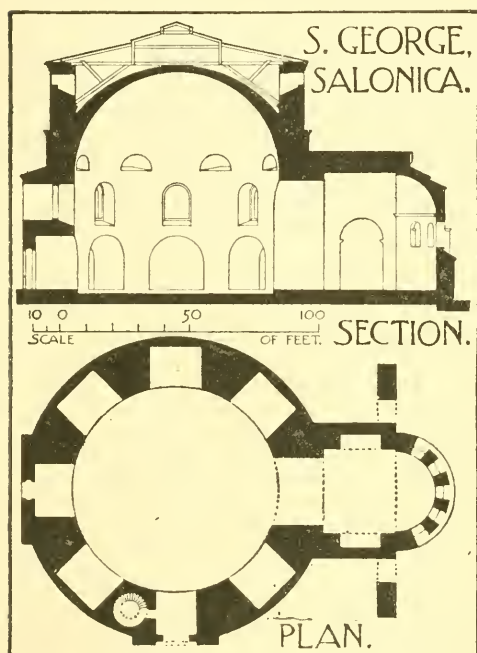 S. GEORGE,
SALONICA.
10 0 50 100
SCALE OF FEET.
SECTION.
PLAN.